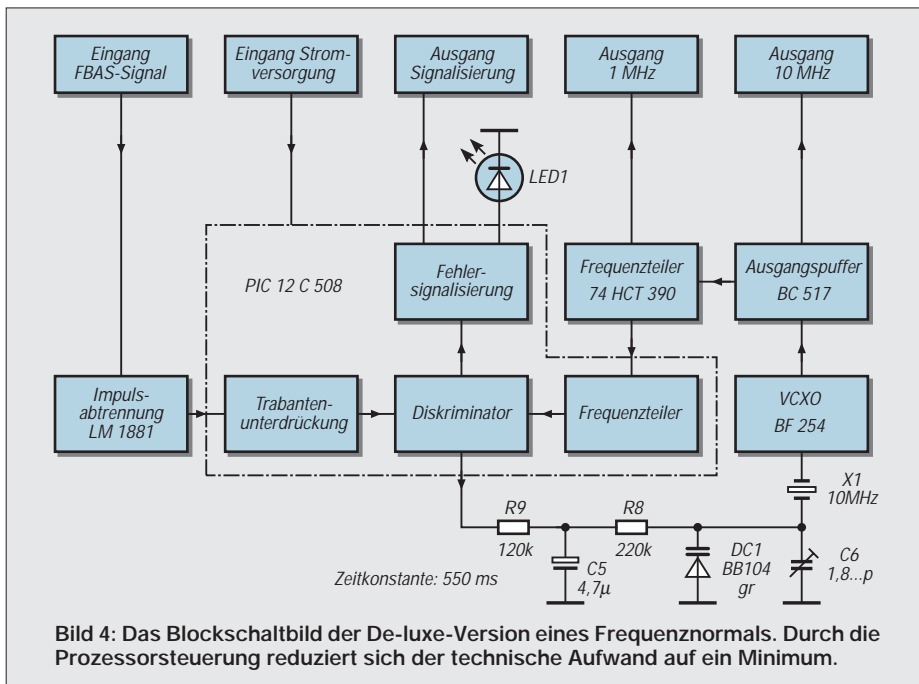 Eingang
FBAS-Signal
Eingang Strom-
versorgung
Ausgang
Signalisierung
Ausgang
1 MHz
Ausgang
10 MHz
LED1
PIC 12 C 508
Fehler-
signalisierung
Frequenzteiler
74 HCT 390
Ausgangspuffer
BC 517
Impuls-
abtrennung
LM 1881
Trabanten-
unterdrückung
Diskriminator
Frequenzteiler
VCXO
BF 254
X1
10MHz
R9
120k
R8
220k
C5
4,7µ
DC1
BB104
gr
C6
1,8...p
Zeitkonstante: 550 ms
Bild 4: Das Blockschaltbild der De-luxe-Version eines Frequenznormals. Durch die
Prozessorsteuerung reduziert sich der technische Aufwand auf ein Minimum.